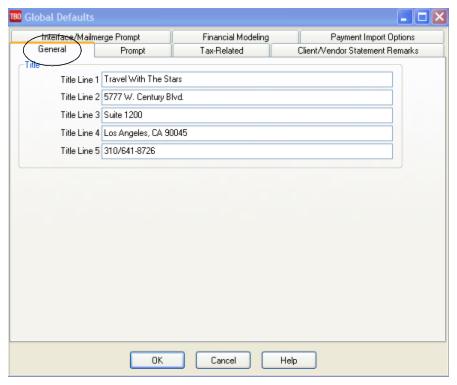 TBO Global Defaults
Interface/Mailmerge Prompt Financial Modeling Payment Import Options
General Prompt Tax-Related Client/Vendor Statement Remarks
Title
Title Line 1 Travel With The Stars
Title Line 2 5777 W. Century Blvd.
Title Line 3 Suite 1200
Title Line 4 Los Angeles, CA 90045
Title Line 5 310/641-8726
OK Cancel Help